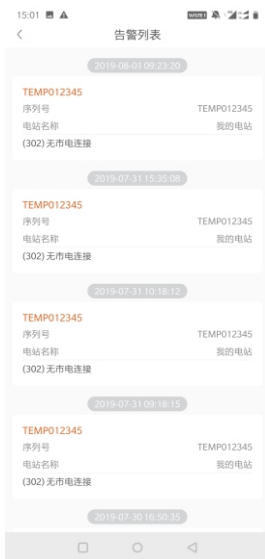 15:01
告警列表
2019-08-01 09:23:20
TEMP012345
序列号 TEMP012345
电站名称 我的电站
(302) 无市电连接
2019-07-31 15:35:08
TEMP012345
序列号 TEMP012345
电站名称 我的电站
(302) 无市电连接
2019-07-31 10:18:12
TEMP012345
序列号 TEMP012345
电站名称 我的电站
(302) 无市电连接
2019-07-31 09:18:15
TEMP012345
序列号 TEMP012345
电站名称 我的电站
(302) 无市电连接
2019-07-30 16:50:35